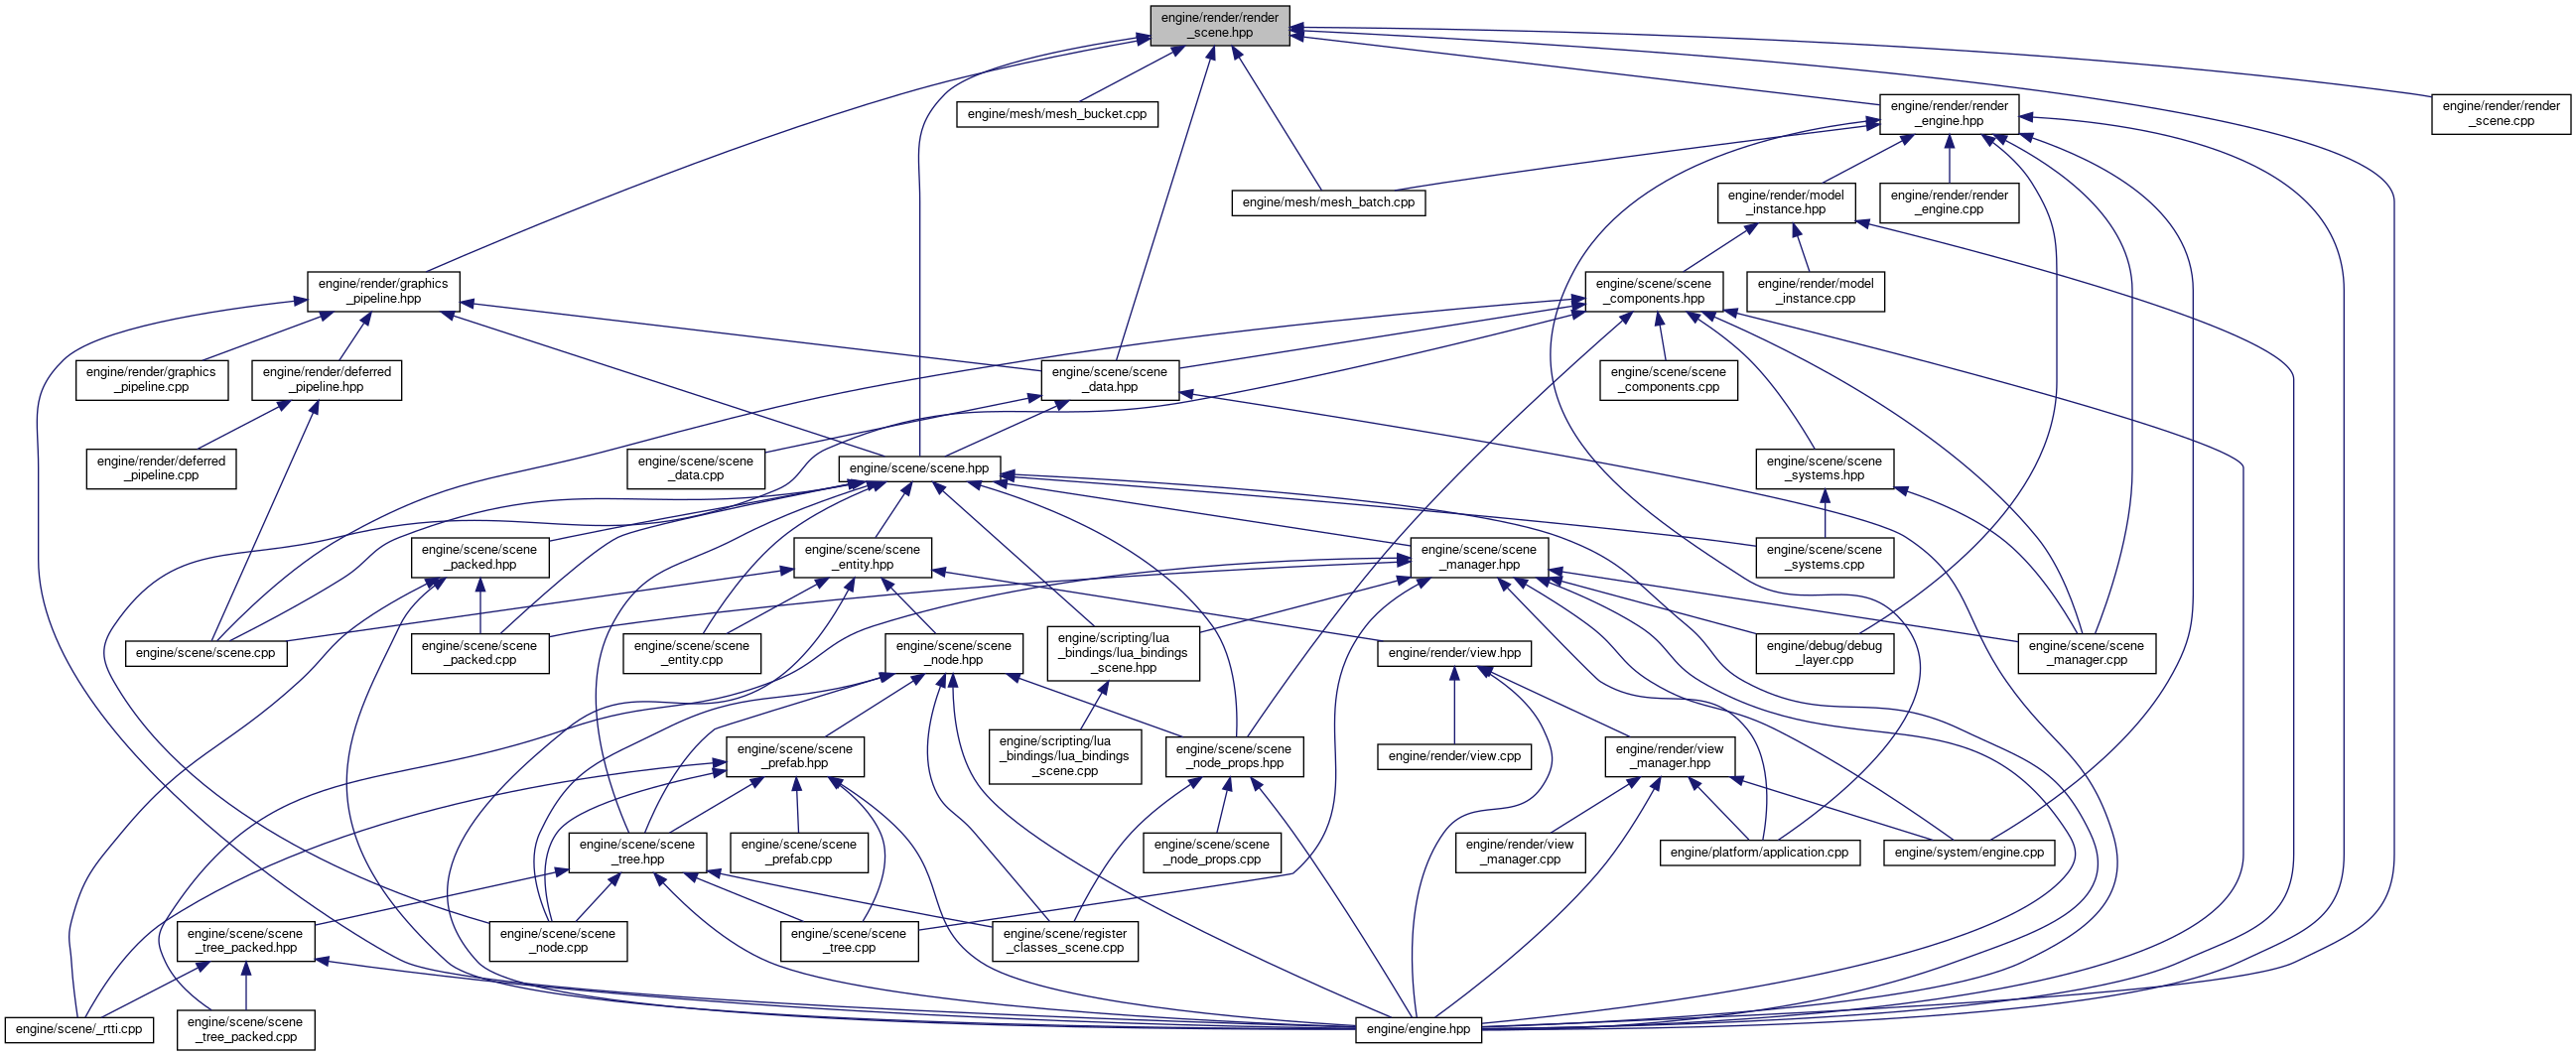 engine/render/render
_scene.hpp
engine/mesh/mesh_bucket.cpp
engine/render/render
_engine.hpp
engine/render/render
_scene.cpp
engine/mesh/mesh_batch.cpp
engine/render/model
_instance.hpp
engine/render/render
_engine.cpp
engine/render/graphics
_pipeline.hpp
engine/scene/scene
_components.hpp
engine/render/model
_instance.cpp
engine/render/graphics
_pipeline.cpp
engine/render/deferred
_pipeline.hpp
engine/scene/scene
_data.hpp
engine/scene/scene
_components.cpp
engine/render/deferred
_pipeline.cpp
engine/scene/scene
_data.cpp
engine/scene/scene.hpp
engine/scene/scene
_systems.hpp
engine/scene/scene
_packed.hpp
engine/scene/scene
_entity.hpp
engine/scene/scene
_manager.hpp
engine/scene/scene
_systems.cpp
engine/scene/scene.cpp
engine/scene/scene
_packed.cpp
engine/scene/scene
_entity.cpp
engine/scene/scene
_node.hpp
engine/scripting/lua
_bindings/lua_bindings
_scene.hpp
engine/render/view.hpp
engine/debug/debug
_layer.cpp
engine/scene/scene
_manager.cpp
engine/scene/scene
_prefab.hpp
engine/scripting/lua
_bindings/lua_bindings
_scene.cpp
engine/scene/scene
_node_props.hpp
engine/render/view.cpp
engine/render/view
_manager.hpp
engine/scene/scene
_tree.hpp
engine/scene/scene
_prefab.cpp
engine/scene/scene
_node_props.cpp
engine/render/view
_manager.cpp
engine/platform/application.cpp
engine/system/engine.cpp
engine/scene/scene
_tree_packed.hpp
engine/scene/scene
_node.cpp
engine/scene/scene
_tree.cpp
engine/scene/register
_classes_scene.cpp
engine/scene/_rtti.cpp
engine/scene/scene
_tree_packed.cpp
engine/engine.hpp